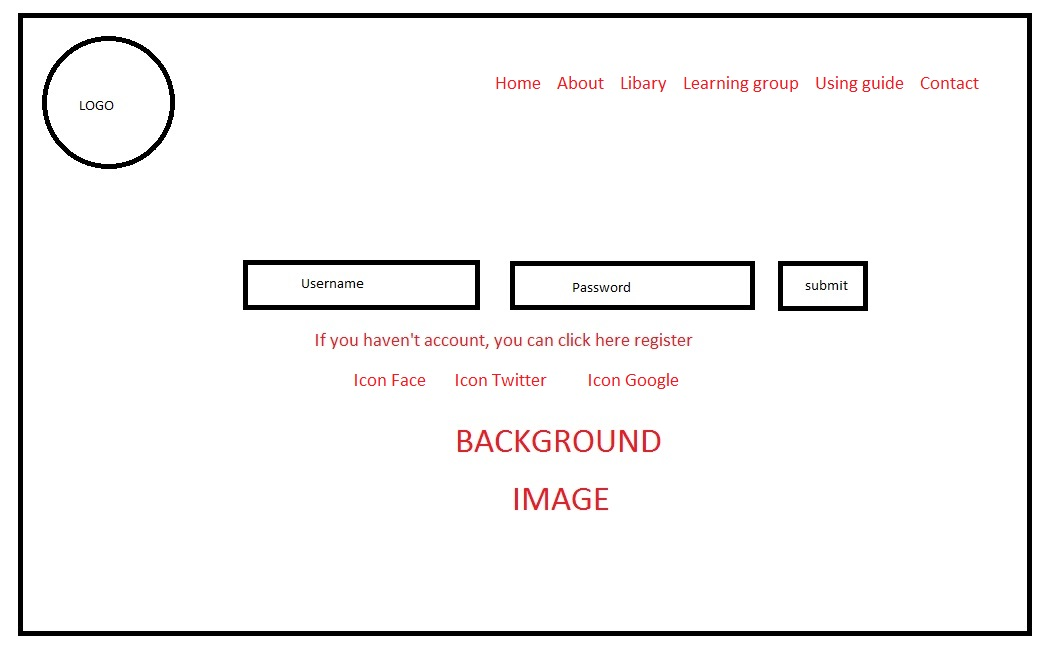 LOGO
Home About Libary Learning group Using guide Contact
Username Password submit
If you haven't account, you can click here register
Icon Face Icon Twitter Icon Google
BACKGROUND
IMAGE